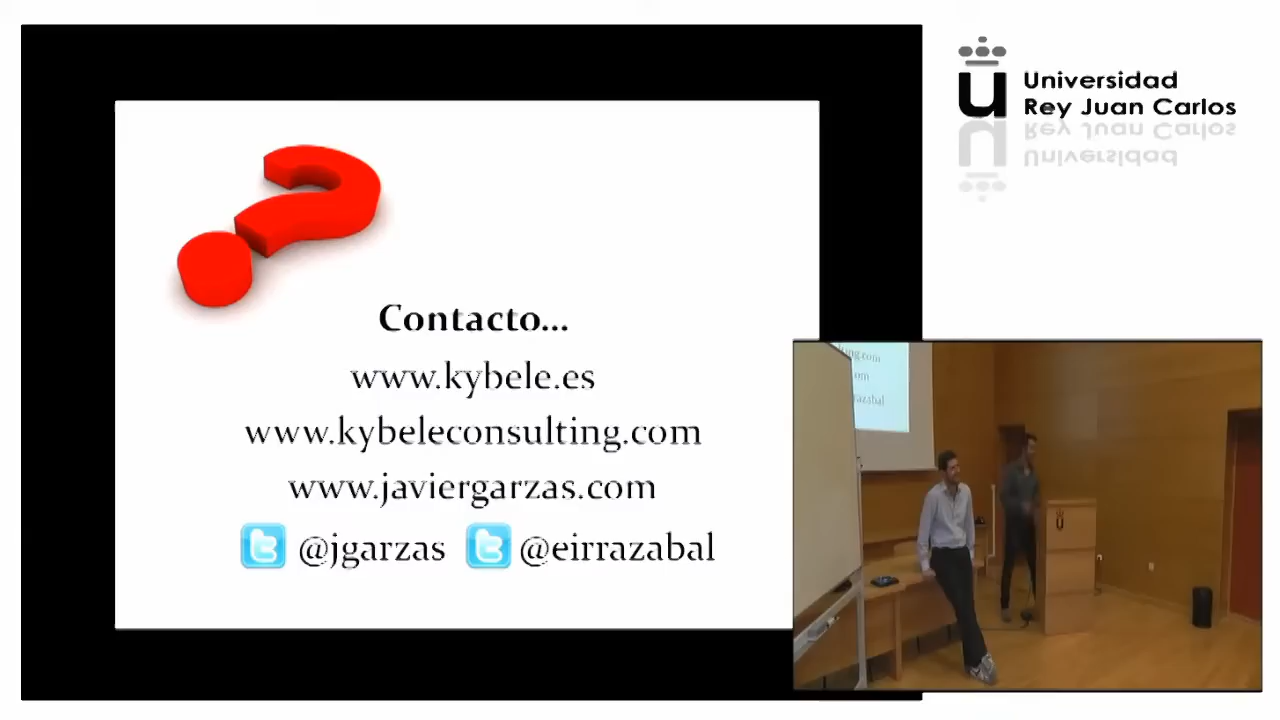 Contacto...
www.kybele.es
www.kybeleconsulting.com
www.javiergarzas.com
@jgarzas @eirrazabal
Universidad
Rey Juan Carlos